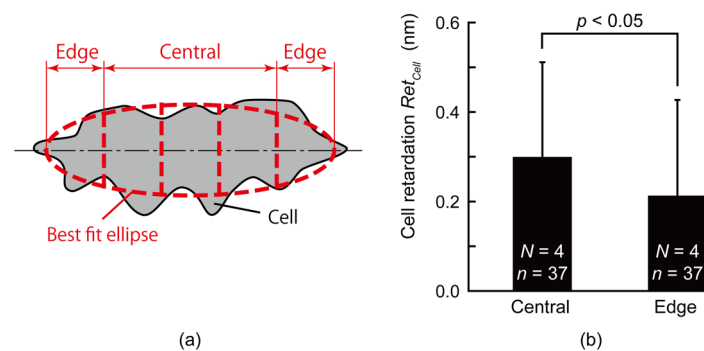 Edge
Central
Edge
Cell
Best fit ellipse
(a)
Cell retardation Ret_Cell (nm)
p < 0.05
0.6
0.4
0.2
0.0
N = 4
n = 37
N = 4
n = 37
Central
Edge
(b)